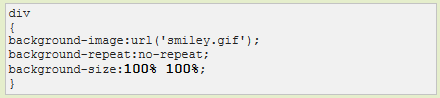 div
{
background-image:url('smiley.gif');
background-repeat:no-repeat;
background-size:100% 100%;
}